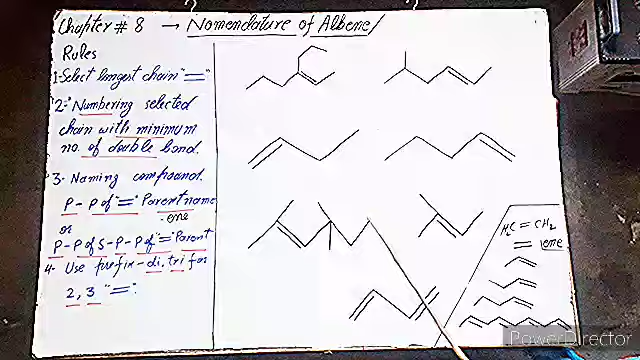 Chapter # 8 → Nomenclature of Albene/
Rules
1- Select longest chain "="
2- Numbering selected
chain with minimum
no. of double bond.
3- Naming compound.
P - P of "=" Parent name
-ene
or
P-P of S-P-P of "=" Parent
4- Use prefix-di, tri for
2, 3 "="
H₂C = CH₂
= ene
PowerDirector